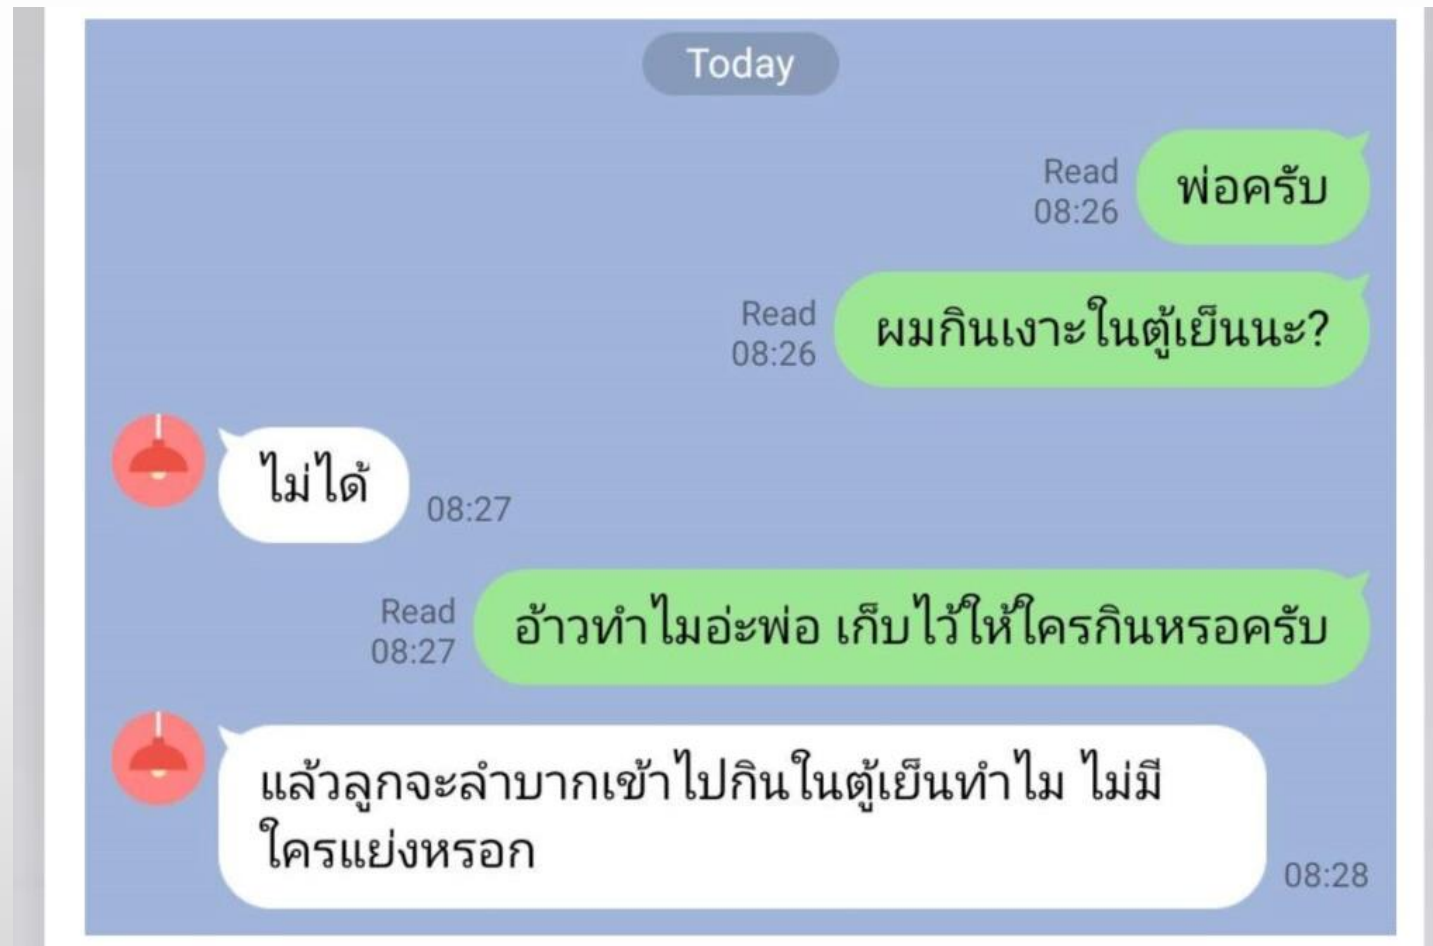 Today
พ่อครับ
Read
08:26
ผมกินเงาะในตู้เย็นนะ?
Read
08:26
ไม่ได้
08:27
อ้าวทำไมอ่ะพ่อ เก็บไว้ให้ใครกินหรอครับ
Read
08:27
แล้วลูกจะลำบากเข้าไปกินในตู้เย็นทำไม ไม่มี
ใครแย่งหรอก
08:28